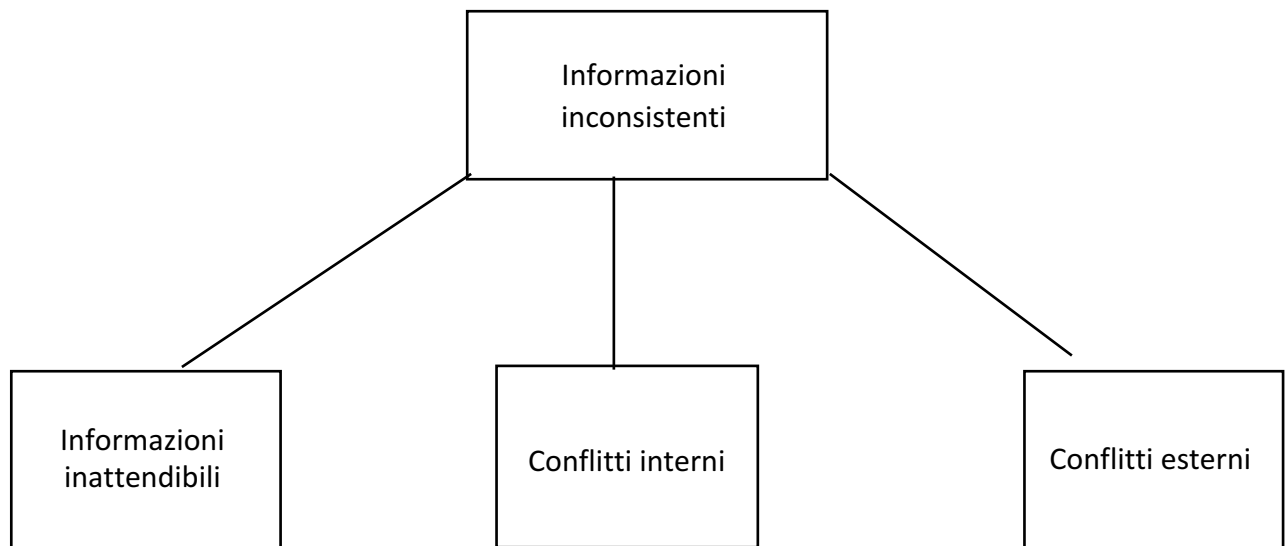 Informazioni
inconsistenti
Informazioni
inattendibili
Conflitti interni
Conflitti esterni